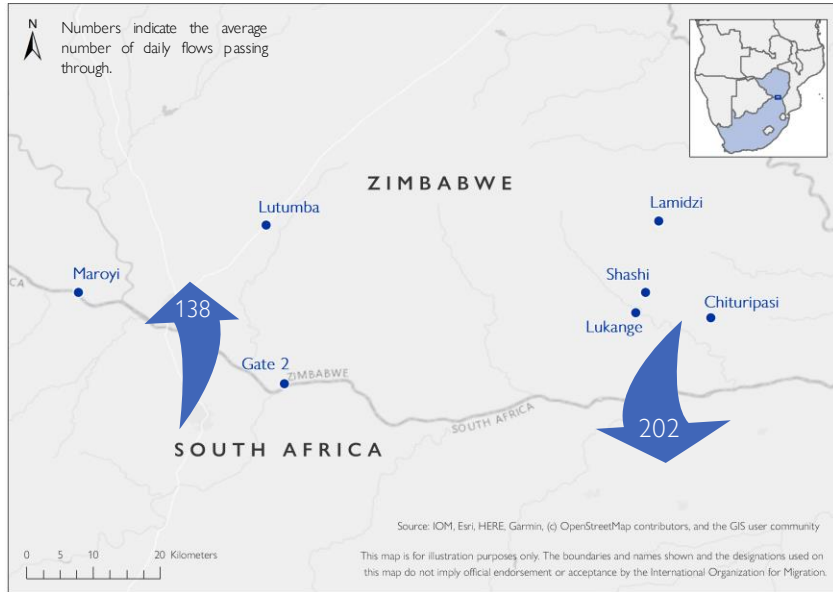 N
Numbers indicate the average
number of daily flows passing
through.
ZIMBABWE
Lamidzi
Lutumba
Maroyi
Shashi
CA
138
Chituripasi
Lukange
Gate 2
ZIMBABWE
SOUTH AFRICA
202
SOUTH AFRICA
Source: IOM, Esri, HERE, Garmin, (c) OpenStreetMap contributors, and the GIS user community
0 5 10 20 Kilometers
This map is for illustration purposes only. The boundaries and names shown and the designations used on
this map do not imply official endorsement or acceptance by the International Organization for Migration.